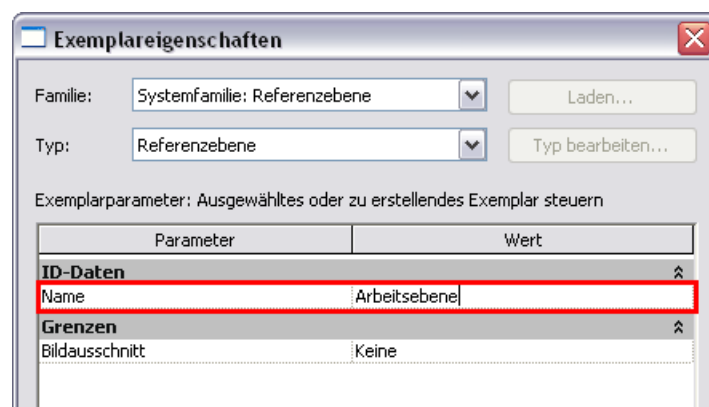 Exemplareigenschaften
Familie: Systemfamilie: Referenzebene Laden...
Typ: Referenzebene Typ bearbeiten...
Exemplarparameter: Ausgewähltes oder zu erstellendes Exemplar steuern
Parameter Wert
ID-Daten
Name Arbeitsebene
Grenzen
Bildausschnitt Keine